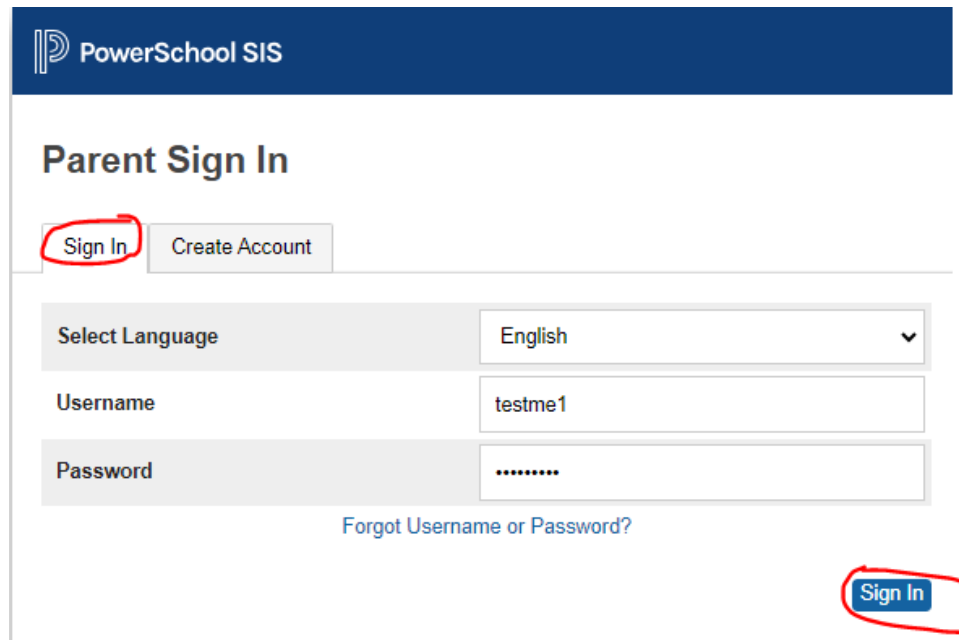 PowerSchool SIS
Parent Sign In
Sign In Create Account
Select Language English
Username testme1
Password •••••••••
Forgot Username or Password?
Sign In